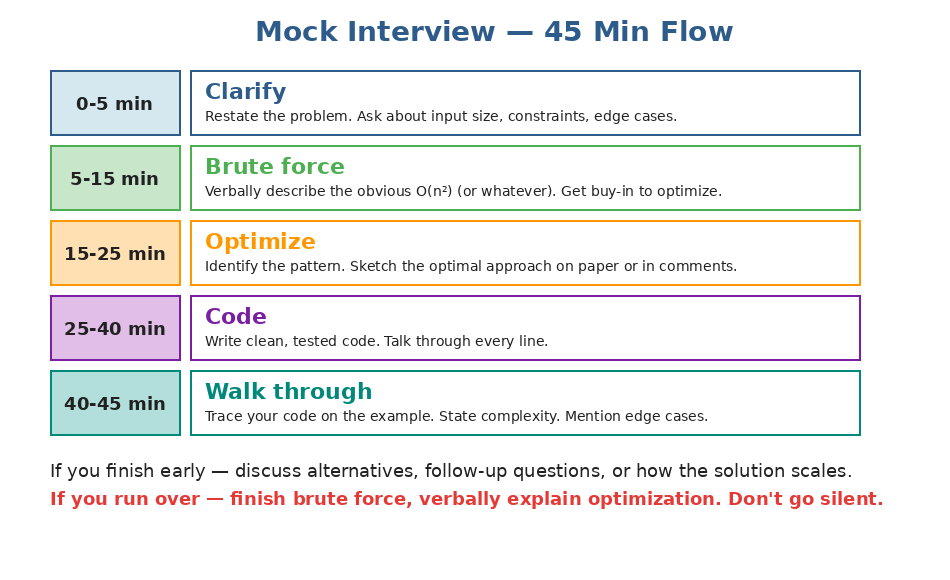 Mock Interview — 45 Min Flow
0-5 min
Clarify
Restate the problem. Ask about input size, constraints, edge cases.
5-15 min
Brute force
Verbally describe the obvious O(n²) (or whatever). Get buy-in to optimize.
15-25 min
Optimize
Identify the pattern. Sketch the optimal approach on paper or in comments.
25-40 min
Code
Write clean, tested code. Talk through every line.
40-45 min
Walk through
Trace your code on the example. State complexity. Mention edge cases.
If you finish early — discuss alternatives, follow-up questions, or how the solution scales.
If you run over — finish brute force, verbally explain optimization. Don't go silent.